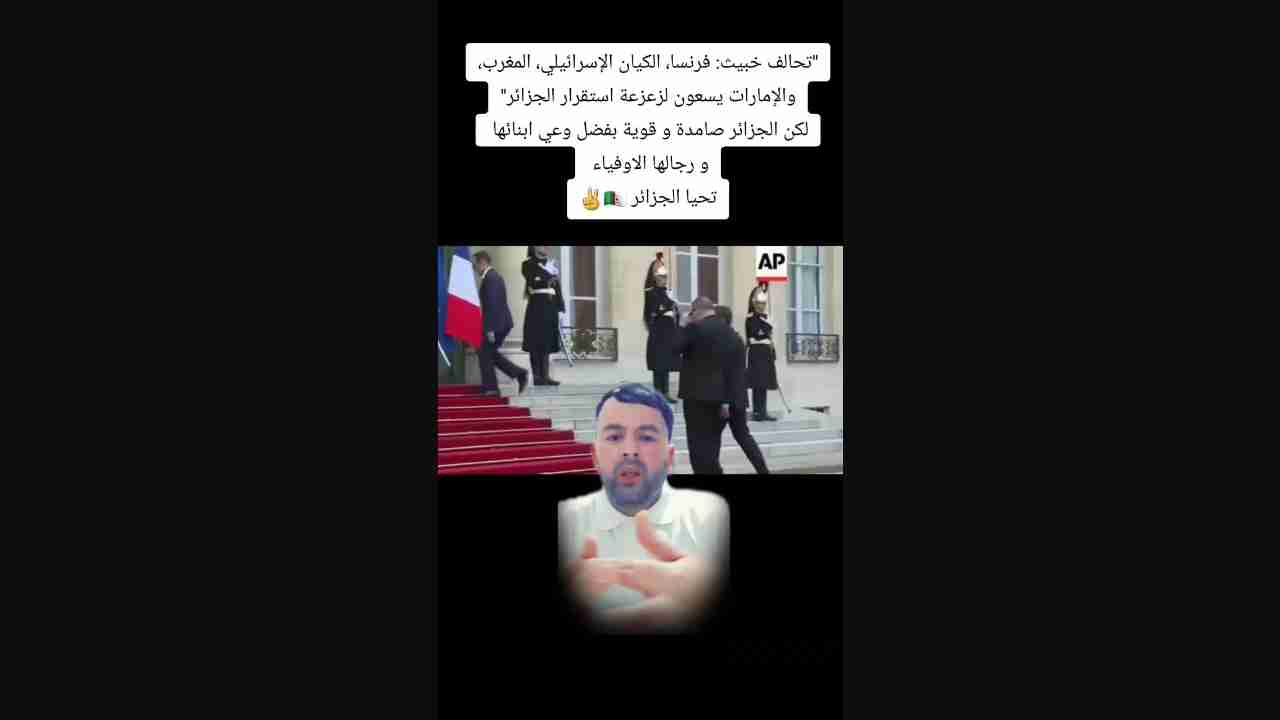 "تحالف خبيث: فرنسا، الكيان الإسرائيلي، المغرب،
والإمارات يسعون لزعزعة استقرار الجزائر"
لكن الجزائر صامدة و قوية بفضل وعي ابنائها
و رجالها الاوفياء
تحيا الجزائر 🇩🇿✌️
AP